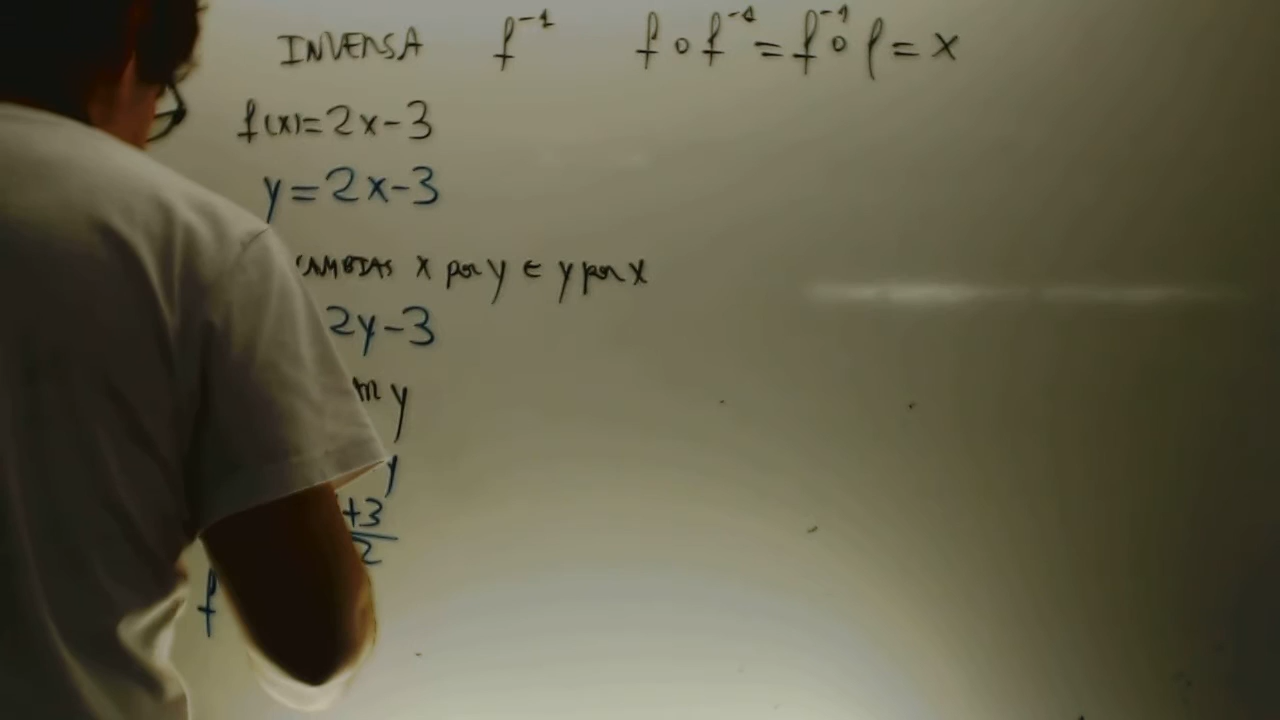 INVERSA f⁻¹ f o f⁻¹ = f⁻¹ o f = x
f(x)=2x-3
y=2x-3
CAMBIAS x por y e y por x
2y-3
y
y
+3
2
f